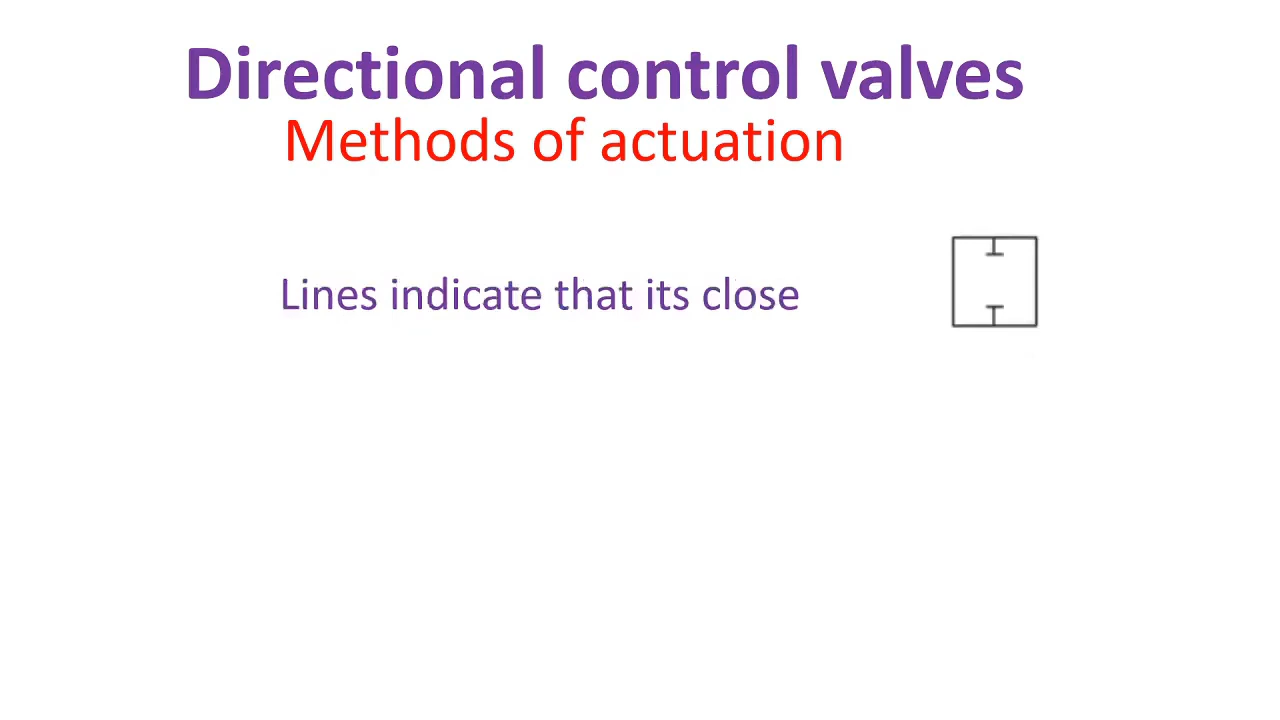 Directional control valves
Methods of actuation
Lines indicate that its close